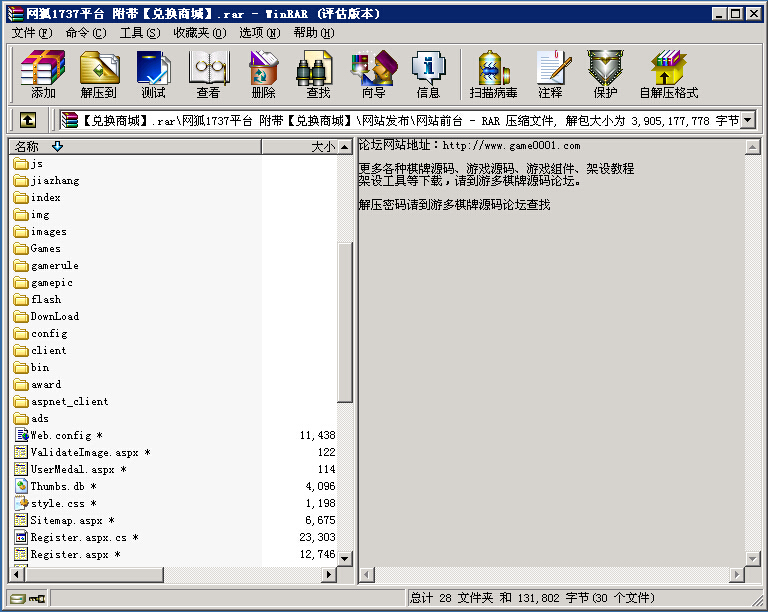 网狐1737平台 附带【兑换商城】.rar - WinRAR (评估版本)
文件(F) 命令(C) 工具(S) 收藏夹(O) 选项(N) 帮助(H)
添加 解压到 测试 查看 删除 查找 向导 信息 扫描病毒 注释 保护 自解压格式
【兑换商城】.rar\网狐1737平台 附带【兑换商城】\网站发布\网站前台 - RAR 压缩文件, 解包大小为 3,905,177,778 字节
名称 大小
js
jiazhang
index
img
images
Games
gamerule
gamepic
flash
DownLoad
config
client
bin
award
aspnet_client
ads
Web.config * 11,438
ValidateImage.aspx * 122
UserMedal.aspx * 114
Thumbs.db * 4,096
style.css * 1,198
Sitemap.aspx * 6,675
Register.aspx.cs * 23,303
Register.aspx * 12,746
论坛网站地址：http://www.game0001.com
更多各种棋牌源码、游戏源码、游戏组件、架设教程
架设工具等下载，请到游多棋牌源码论坛。
解压密码请到游多棋牌源码论坛查找
总计 28 文件夹 和 131,802 字节(30 个文件)